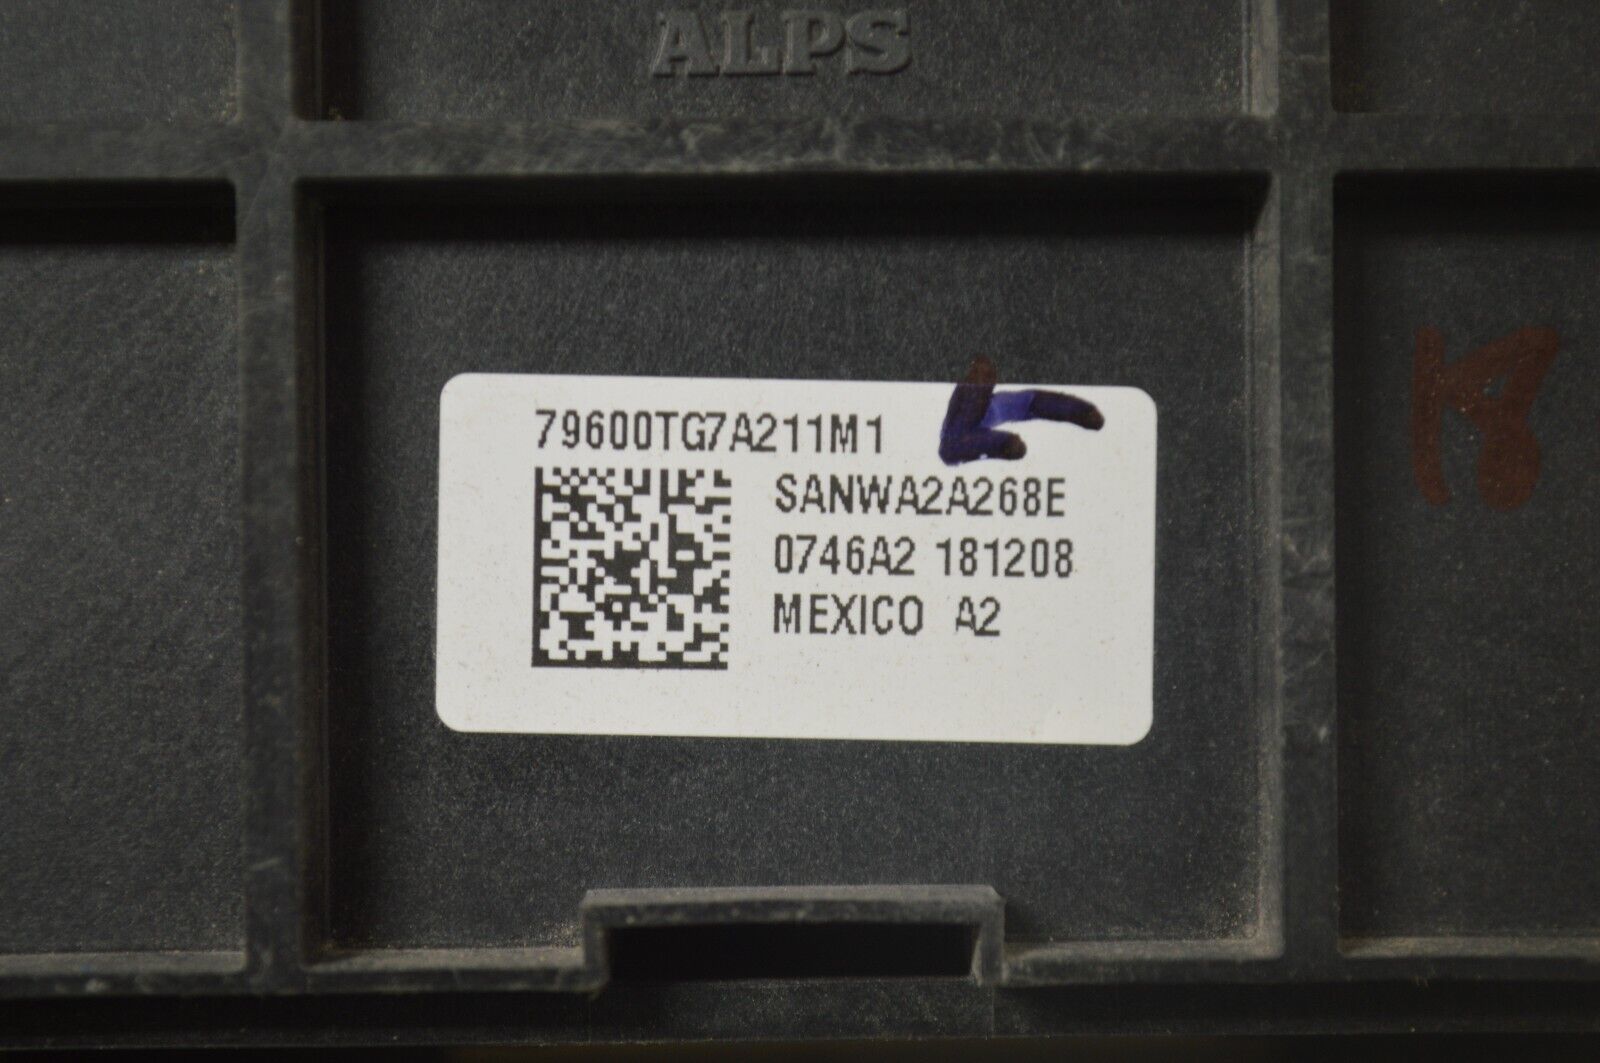 ALPS
79600TG7A211M1
SANWA2A268E
0746A2 181208
MEXICO A2